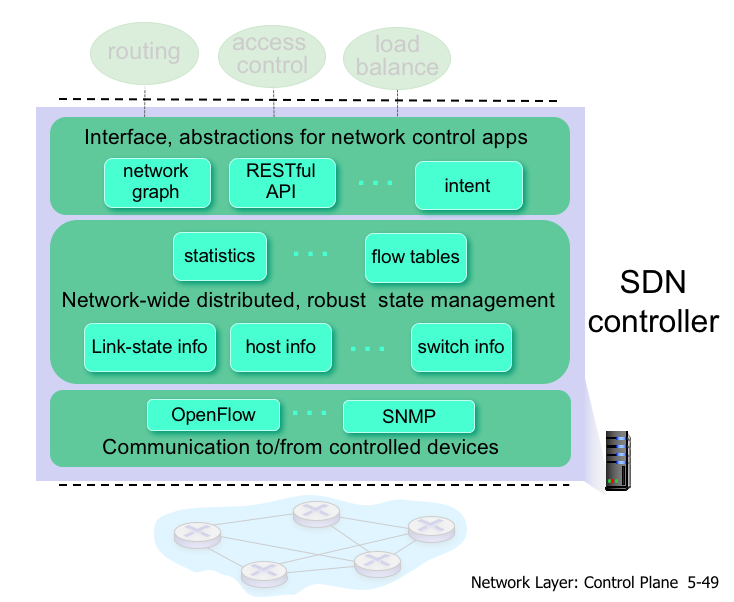 routing
access
control
load
balance
Interface, abstractions for network control apps
network
graph
RESTful
API
. . .
intent
statistics
. . .
flow tables
Network-wide distributed, robust  state management
Link-state info
host info
. . .
switch info
OpenFlow
. . .
SNMP
Communication to/from controlled devices
SDN
controller
Network Layer: Control Plane  5-49